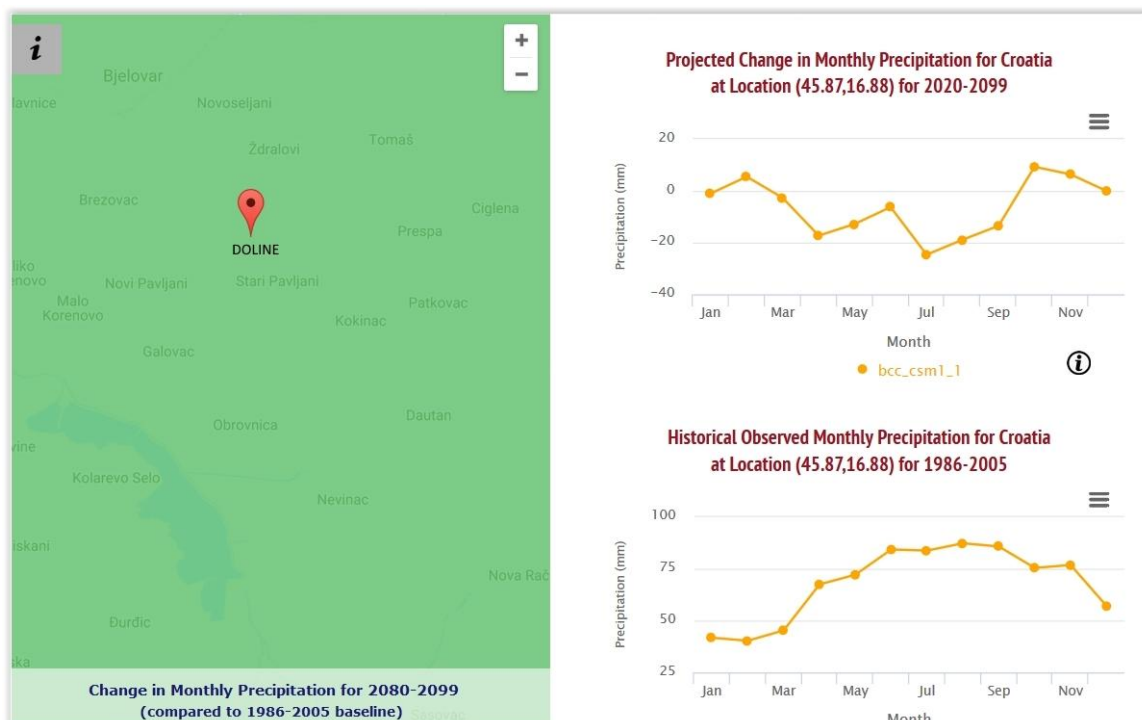 i
+
−
Bjelovar
Novoseljani
Tomaš
Ždralovi
Brezovac
Ciglena
Prespa
DOLINE
Novi Pavljani
Stari Pavljani
Malo
Korenovo
Patkovac
Kokinac
Galovac
Dautan
Obrovnica
Kolarevo Selo
Nevinac
Nova Rač
Đurđic
Change in Monthly Precipitation for 2080-2099
(compared to 1986-2005 baseline)
Projected Change in Monthly Precipitation for Croatia
at Location (45.87,16.88) for 2020-2099
Precipitation (mm)
20
0
−20
−40
Jan Mar May Jul Sep Nov
Month
bcc_csm1_1
i
Historical Observed Monthly Precipitation for Croatia
at Location (45.87,16.88) for 1986-2005
Precipitation (mm)
100
75
50
25
Jan Mar May Jul Sep Nov
Month